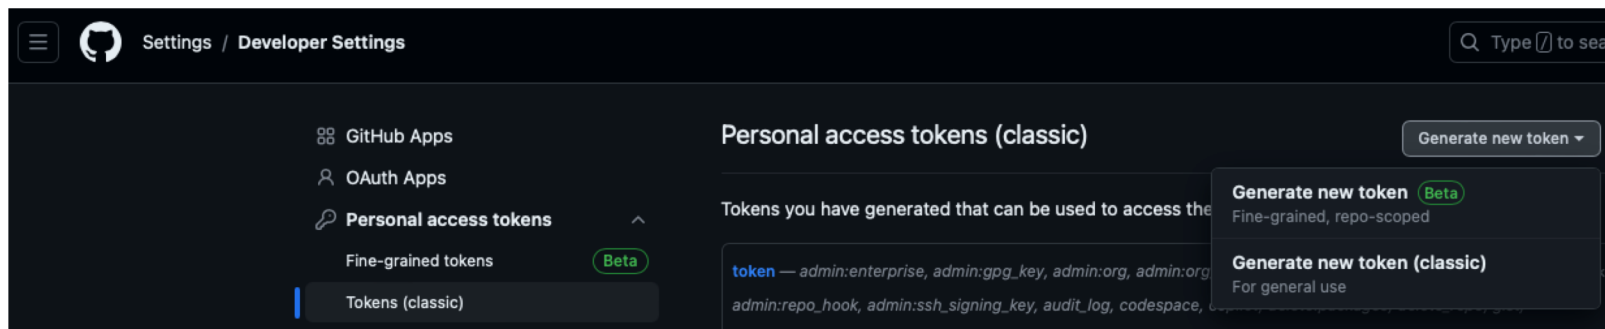 Settings / Developer Settings
Type / to sea
GitHub Apps
OAuth Apps
Personal access tokens
Fine-grained tokens Beta
Tokens (classic)
Personal access tokens (classic)
Generate new token
Generate new token Beta
Fine-grained, repo-scoped
Generate new token (classic)
For general use
Tokens you have generated that can be used to access the
token — admin:enterprise, admin:gpg_key, admin:org, admin:org
admin:repo_hook, admin:ssh_signing_key, audit_log, codespace,